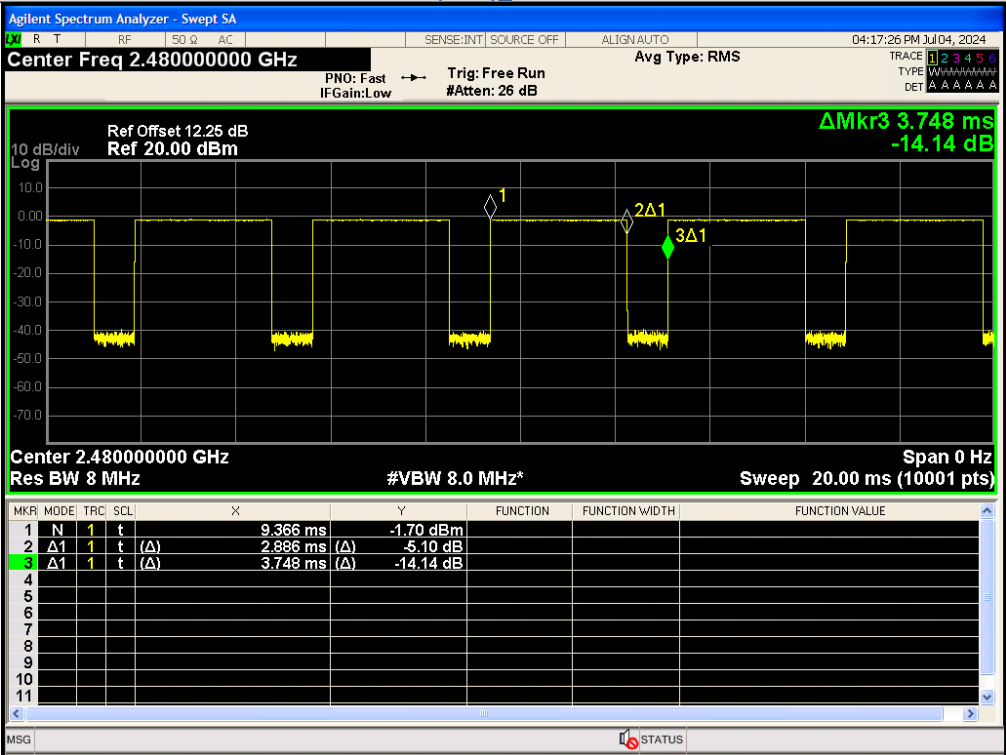 Agilent Spectrum Analyzer - Swept SA
LXI R T RF 50 Ω AC SENSE:INT SOURCE OFF ALIGNAUTO 04:17:26 PM Jul 04, 2024
Center Freq 2.480000000 GHz
Avg Type: RMS
TRACE 1 2 3 4 5 6
PNO: Fast
Trig: Free Run
TYPE WWWWWW
IFGain:Low
#Atten: 26 dB
DET A A A A A A
ΔMkr3 3.748 ms
-14.14 dB
Ref Offset 12.25 dB
10 dB/div Ref 20.00 dBm
Log
10.0
0.00
-10.0
-20.0
-30.0
-40.0
-50.0
-60.0
-70.0
1
2Δ1
3Δ1
Center 2.480000000 GHz Span 0 Hz
Res BW 8 MHz #VBW 8.0 MHz* Sweep 20.00 ms (10001 pts)
MKR MODE TRC SCL X Y FUNCTION FUNCTION WIDTH FUNCTION VALUE
1 N 1 t 9.366 ms -1.70 dBm
2 Δ1 1 t (Δ) 2.886 ms (Δ) -5.10 dB
3 Δ1 1 t (Δ) 3.748 ms (Δ) -14.14 dB
4
5
6
7
8
9
10
11
MSG STATUS